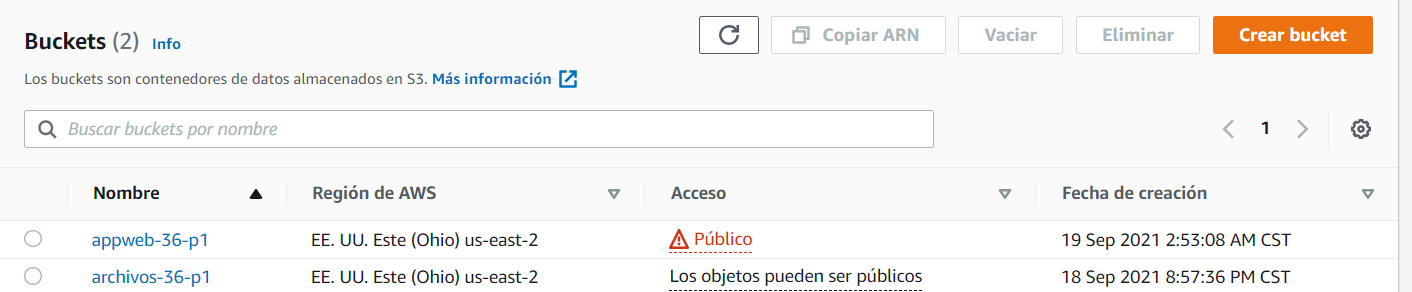 Buckets (2) Info
Copiar ARN Vaciar Eliminar Crear bucket
Los buckets son contenedores de datos almacenados en S3. Más información
Buscar buckets por nombre
1
Nombre Región de AWS Acceso Fecha de creación
appweb-36-p1 EE. UU. Este (Ohio) us-east-2 Público 19 Sep 2021 2:53:08 AM CST
archivos-36-p1 EE. UU. Este (Ohio) us-east-2 Los objetos pueden ser públicos 18 Sep 2021 8:57:36 PM CST